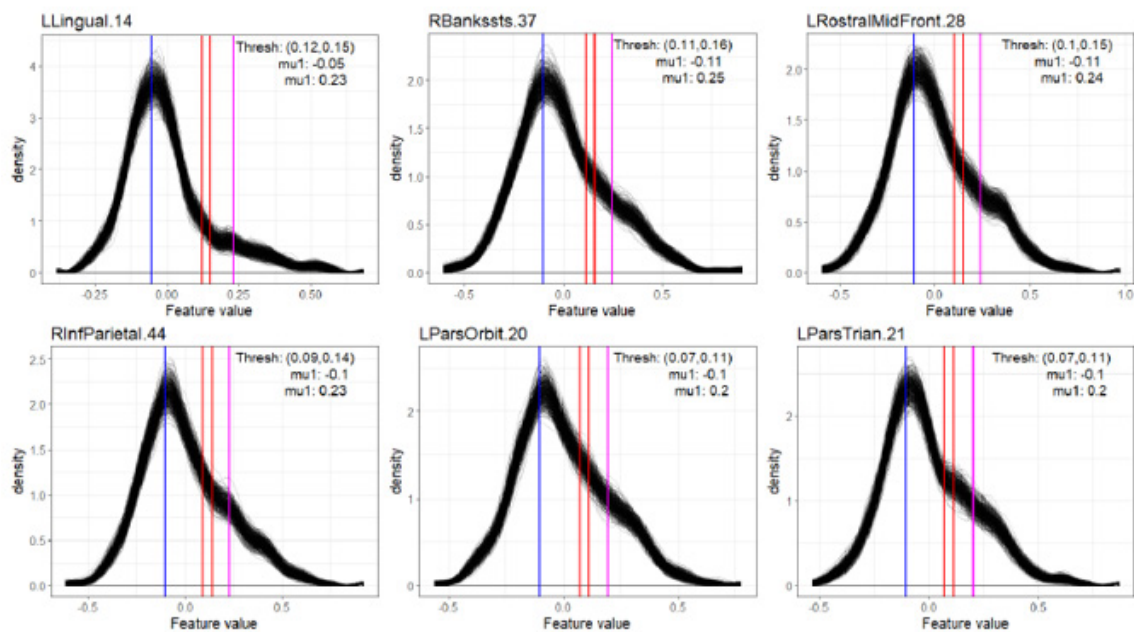 LLingual.14
Thresh: (0.12,0.15)
mu1: -0.05
mu1: 0.23
density
4
3
2
1
0
-0.25
0.00
0.25
0.50
Feature value
RBankssts.37
Thresh: (0.11,0.16)
mu1: -0.11
mu1: 0.25
density
2.0
1.5
1.0
0.5
0.0
-0.5
0.0
0.5
Feature value
LRostralMidFront.28
Thresh: (0.1,0.15)
mu1: -0.11
mu1: 0.24
density
2.0
1.5
1.0
0.5
0.0
-0.5
0.0
0.5
1.0
Feature value
RInfParietal.44
Thresh: (0.09,0.14)
mu1: -0.1
mu1: 0.23
density
2.5
2.0
1.5
1.0
0.5
0.0
-0.5
0.0
0.5
Feature value
LParsOrbit.20
Thresh: (0.07,0.11)
mu1: -0.1
mu1: 0.2
density
2
1
0
-0.5
0.0
0.5
Feature value
LParsTrian.21
Thresh: (0.07,0.11)
mu1: -0.1
mu1: 0.2
density
2
1
0
-0.5
0.0
0.5
Feature value